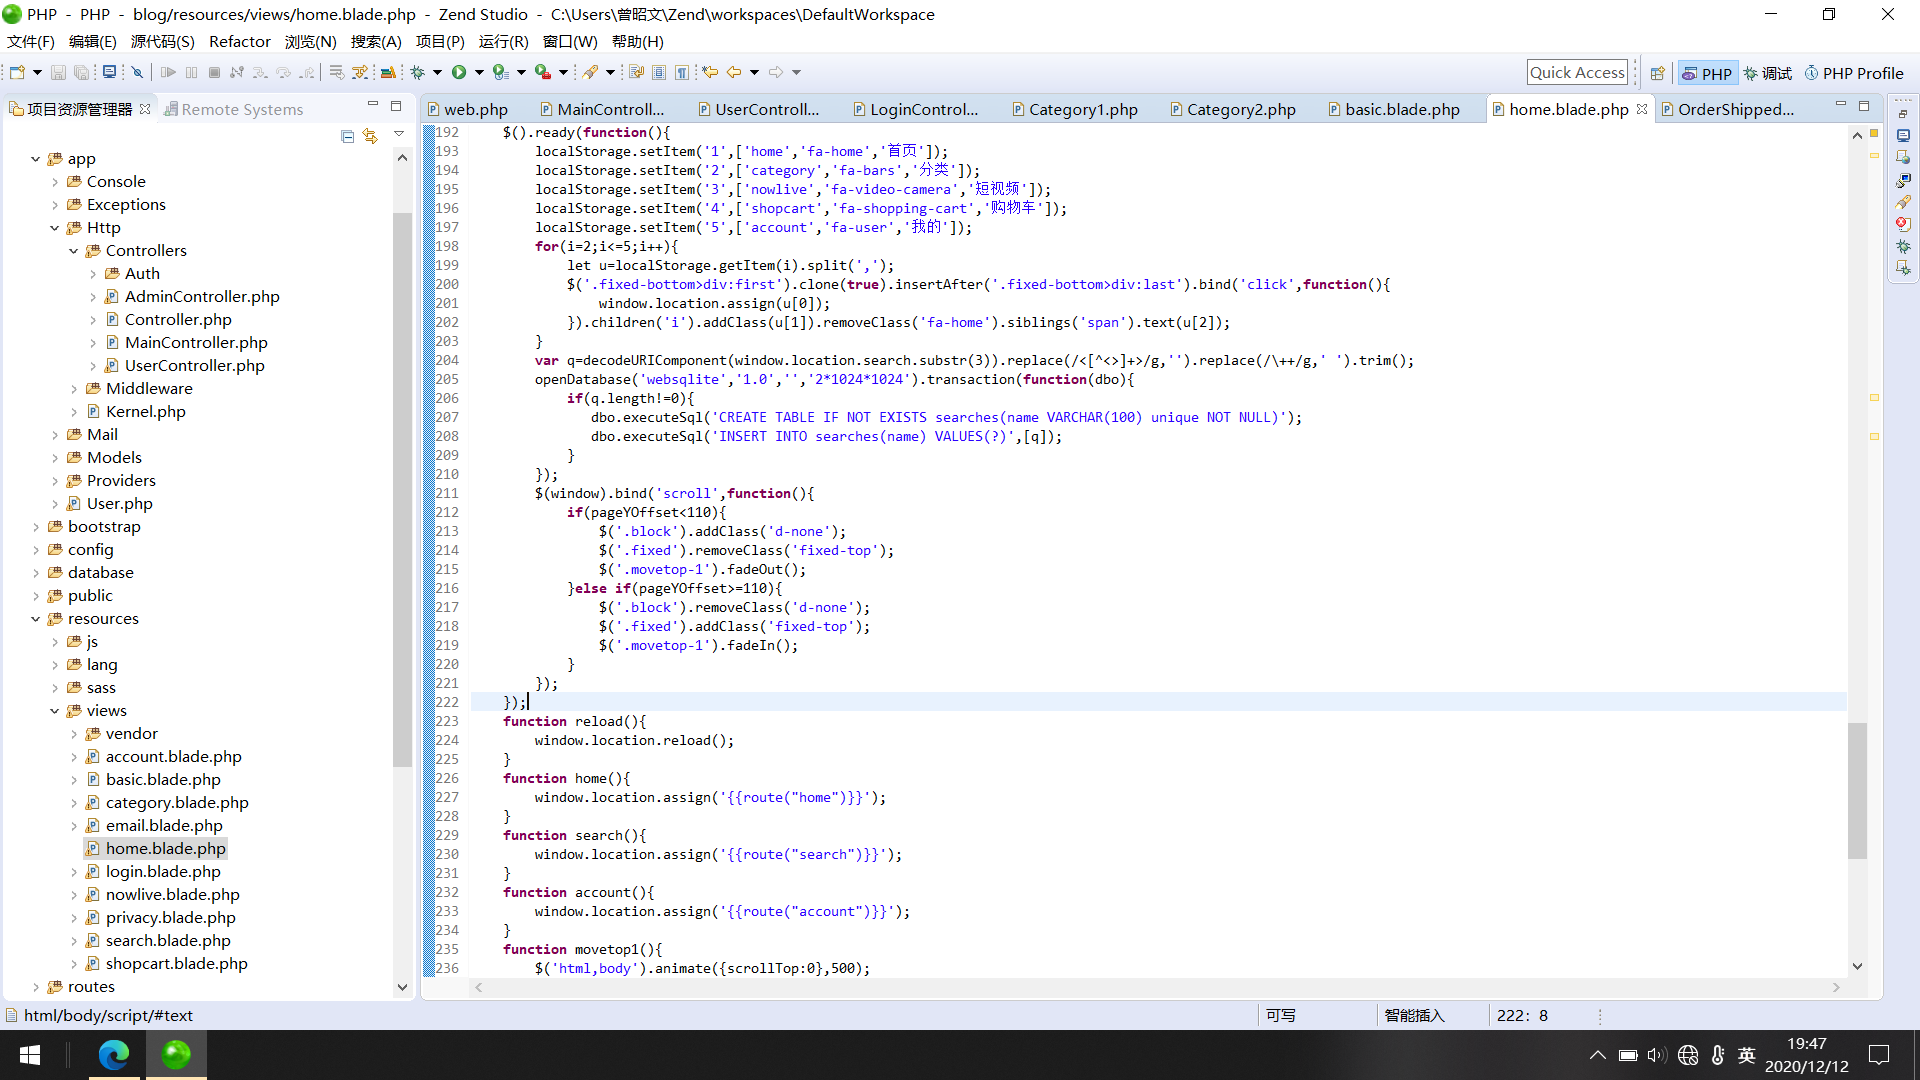 PHP - PHP - blog/resources/views/home.blade.php - Zend Studio - C:\Users\曾昭文\Zend\workspaces\DefaultWorkspace
文件(F) 编辑(E) 源代码(S) Refactor 浏览(N) 搜索(A) 项目(P) 运行(R) 窗口(W) 帮助(H)
Quick Access PHP 调试 PHP Profile
项目资源管理器 Remote Systems
web.php MainControll... UserControll... LoginControl... Category1.php Category2.php basic.blade.php home.blade.php OrderShipped...
app
Console
Exceptions
Http
Controllers
Auth
AdminController.php
Controller.php
MainController.php
UserController.php
Middleware
Kernel.php
Mail
Models
Providers
User.php
bootstrap
config
database
public
resources
js
lang
sass
views
vendor
account.blade.php
basic.blade.php
category.blade.php
email.blade.php
home.blade.php
login.blade.php
nowlive.blade.php
privacy.blade.php
search.blade.php
shopcart.blade.php
routes
192 $().ready(function(){
193 localStorage.setItem('1',['home','fa-home','首页']);
194 localStorage.setItem('2',['category','fa-bars','分类']);
195 localStorage.setItem('3',['nowlive','fa-video-camera','短视频']);
196 localStorage.setItem('4',['shopcart','fa-shopping-cart','购物车']);
197 localStorage.setItem('5',['account','fa-user','我的']);
198 for(i=2;i<=5;i++){
199 let u=localStorage.getItem(i).split(',');
200 $('.fixed-bottom>div:first').clone(true).insertAfter('.fixed-bottom>div:last').bind('click',function(){
201 window.location.assign(u[0]);
202 }).children('i').addClass(u[1]).removeClass('fa-home').siblings('span').text(u[2]);
203 }
204 var q=decodeURIComponent(window.location.search.substr(3)).replace(/<[^<>]+>/g,'').replace(/\++/g,' ').trim();
205 openDatabase('websqlite','1.0','','2*1024*1024').transaction(function(dbo){
206 if(q.length!=0){
207 dbo.executeSql('CREATE TABLE IF NOT EXISTS searches(name VARCHAR(100) unique NOT NULL)');
208 dbo.executeSql('INSERT INTO searches(name) VALUES(?)',[q]);
209 }
210 });
211 $(window).bind('scroll',function(){
212 if(pageYOffset<110){
213 $('.block').addClass('d-none');
214 $('.fixed').removeClass('fixed-top');
215 $('.movetop-1').fadeOut();
216 }else if(pageYOffset>=110){
217 $('.block').removeClass('d-none');
218 $('.fixed').addClass('fixed-top');
219 $('.movetop-1').fadeIn();
220 }
221 });
222 });
223 function reload(){
224 window.location.reload();
225 }
226 function home(){
227 window.location.assign('{{route("home")}}');
228 }
229 function search(){
230 window.location.assign('{{route("search")}}');
231 }
232 function account(){
233 window.location.assign('{{route("account")}}');
234 }
235 function movetop1(){
236 $('html,body').animate({scrollTop:0},500);
html/body/script/#text 可写 智能插入 222: 8
英 19:47
2020/12/12